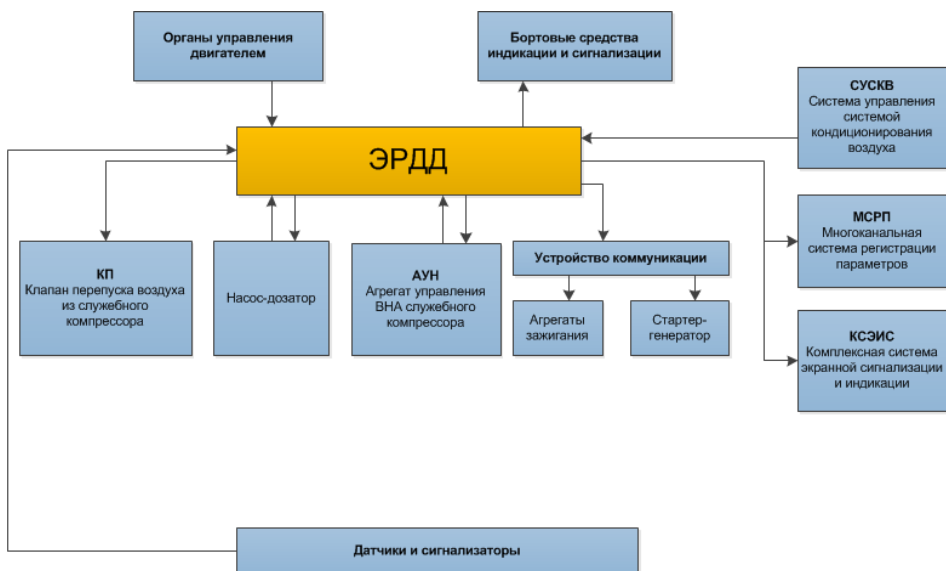 Органы управления
двигателем
Бортовые средства
индикации и сигнализации
СУСКВ
Система управления
системой
кондиционирования
воздуха
ЭРДД
МСРП
Многоканальная
система регистрации
параметров
КП
Клапан перепуска воздуха
из служебного
компрессора
Насос-дозатор
АУН
Агрегат управления
ВНА служебного
компрессора
Устройство коммуникации
Агрегаты
зажигания
Стартер-
генератор
КСЭИС
Комплексная система
экранной сигнализации
и индикации
Датчики и сигнализаторы